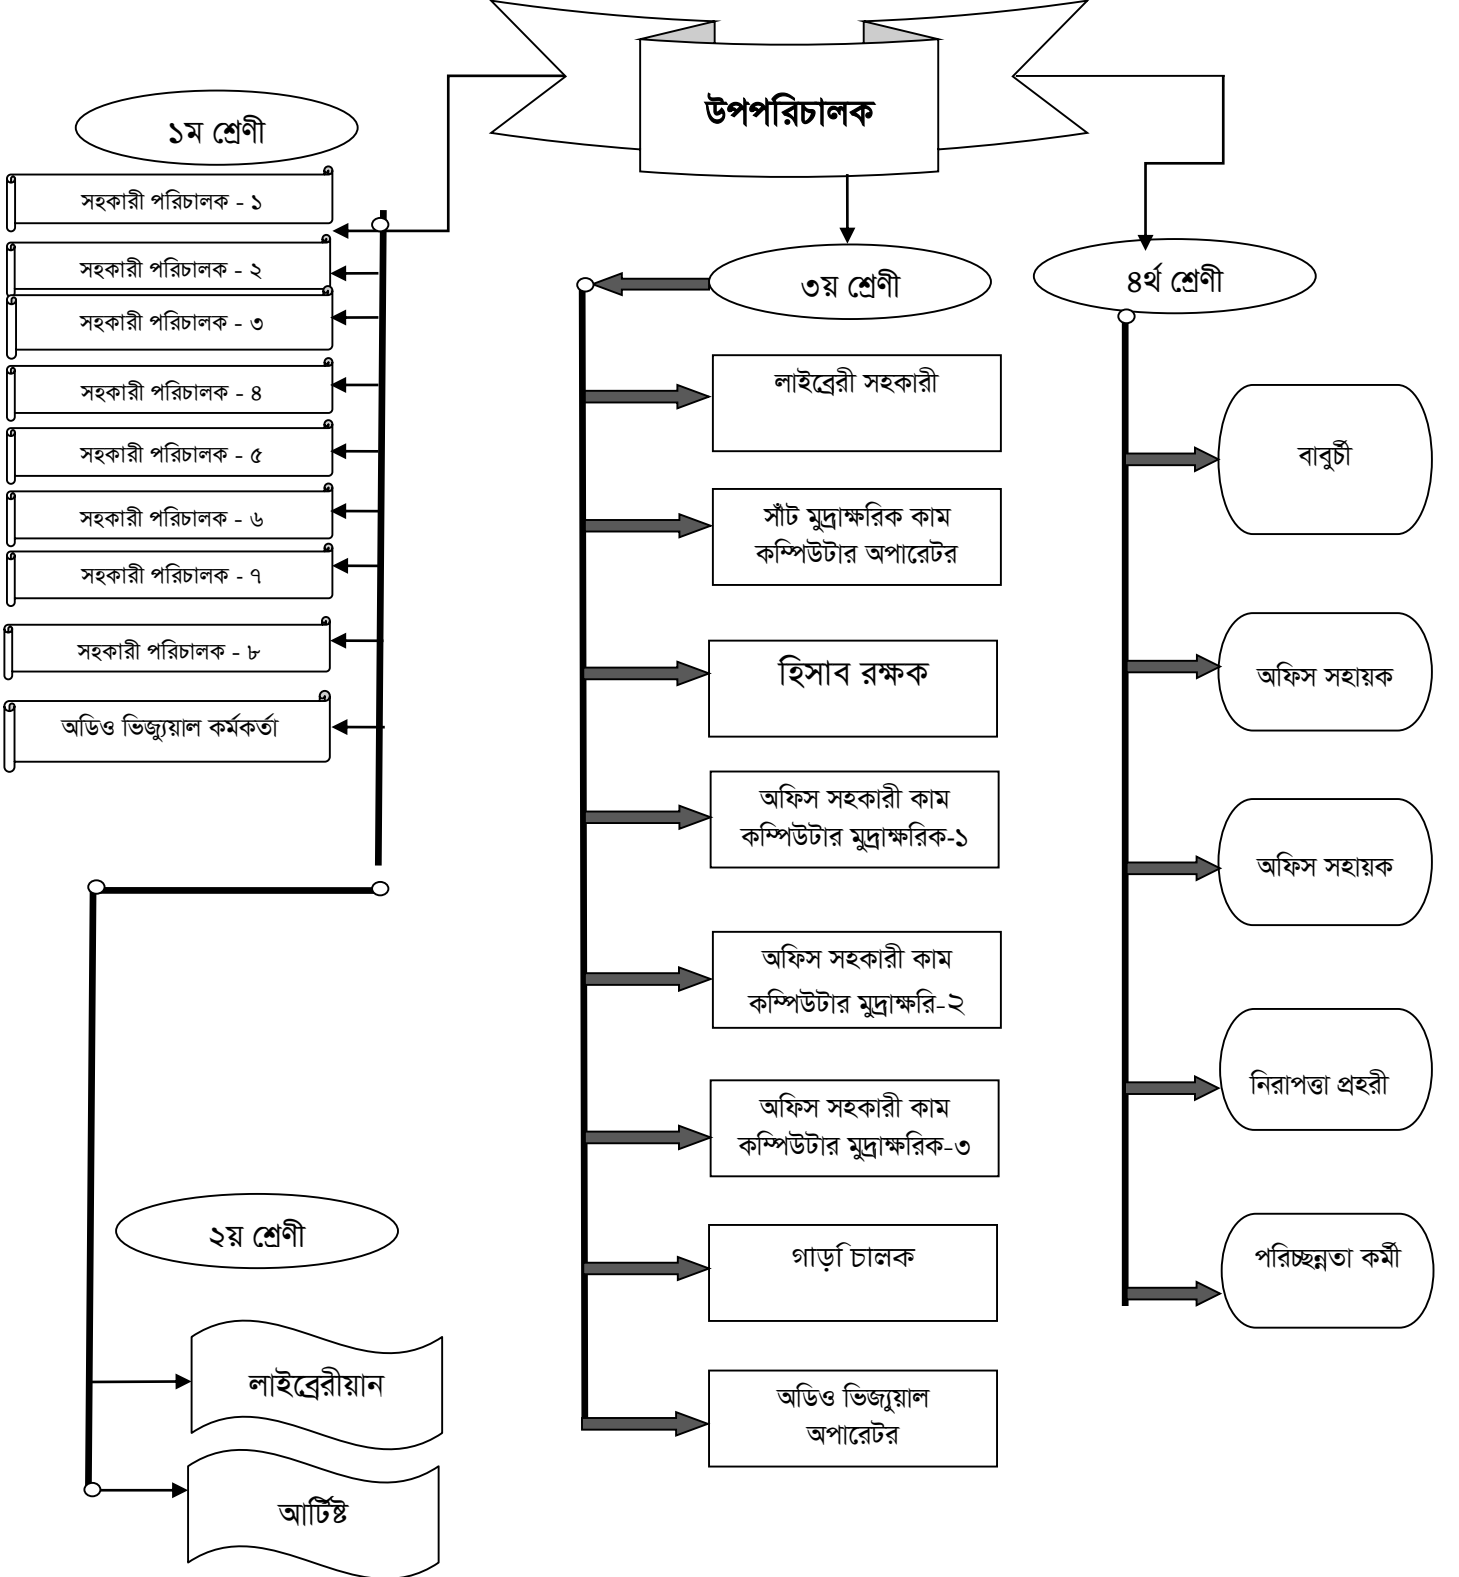 উপপরিচালক
১ম শ্রেণী
সহকারী পরিচালক - ১
সহকারী পরিচালক - ২
সহকারী পরিচালক - ৩
সহকারী পরিচালক - ৪
সহকারী পরিচালক - ৫
সহকারী পরিচালক - ৬
সহকারী পরিচালক - ৭
সহকারী পরিচালক - ৮
অডিও ভিজ্যুয়াল কর্মকর্তা
২য় শ্রেণী
লাইব্রেরীয়ান
আর্টিষ্ট
৩য় শ্রেণী
লাইব্রেরী সহকারী
সাঁট মুদ্রাক্ষরিক কাম
কম্পিউটার অপারেটর
হিসাব রক্ষক
অফিস সহকারী কাম
কম্পিউটার মুদ্রাক্ষরিক-১
অফিস সহকারী কাম
কম্পিউটার মুদ্রাক্ষরি-২
অফিস সহকারী কাম
কম্পিউটার মুদ্রাক্ষরিক-৩
গাড়ি চালক
অডিও ভিজ্যুয়াল
অপারেটর
৪র্থ শ্রেণী
বাবুর্চী
অফিস সহায়ক
অফিস সহায়ক
নিরাপত্তা প্রহরী
পরিচ্ছন্নতা কর্মী